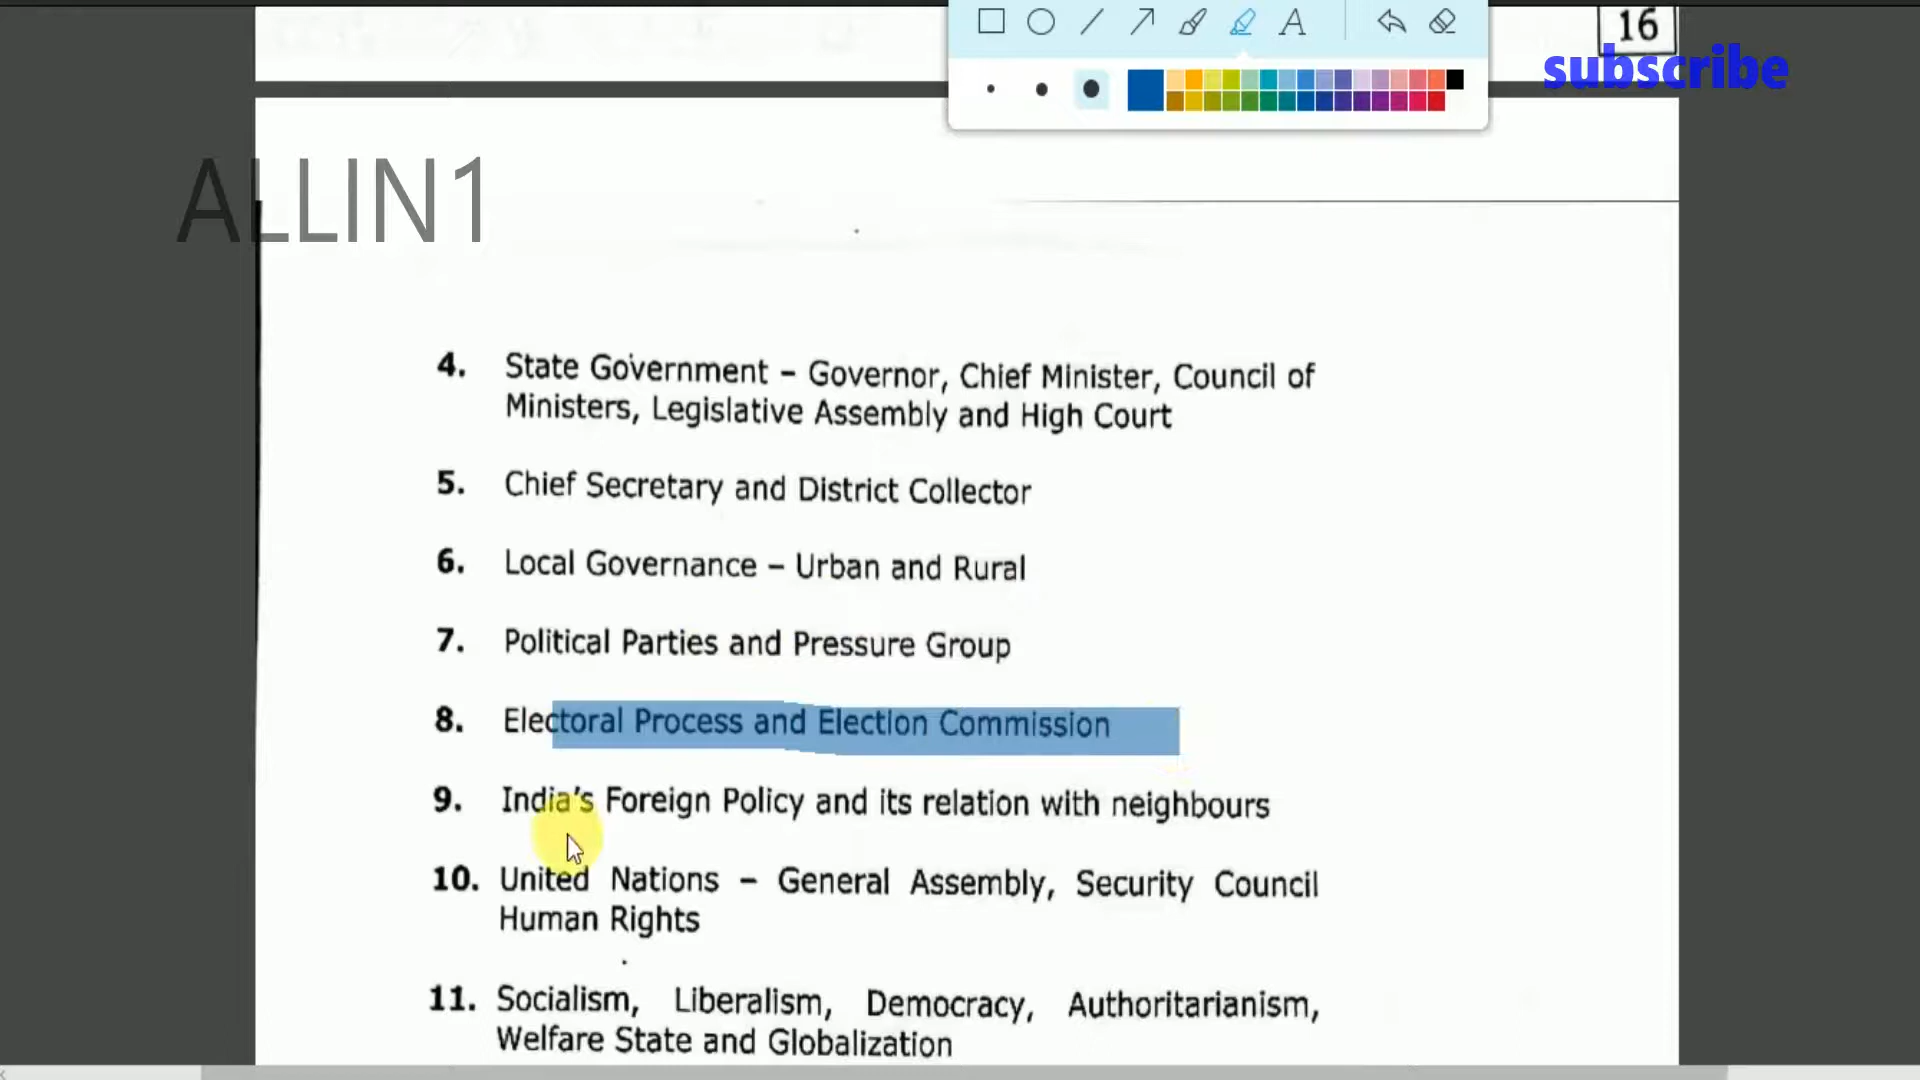 16
subscribe
ALLIN1
4. State Government – Governor, Chief Minister, Council of
Ministers, Legislative Assembly and High Court
5. Chief Secretary and District Collector
6. Local Governance – Urban and Rural
7. Political Parties and Pressure Group
8. Electoral Process and Election Commission
9. India's Foreign Policy and its relation with neighbours
10. United Nations – General Assembly, Security Council
Human Rights
11. Socialism, Liberalism, Democracy, Authoritarianism,
Welfare State and Globalization